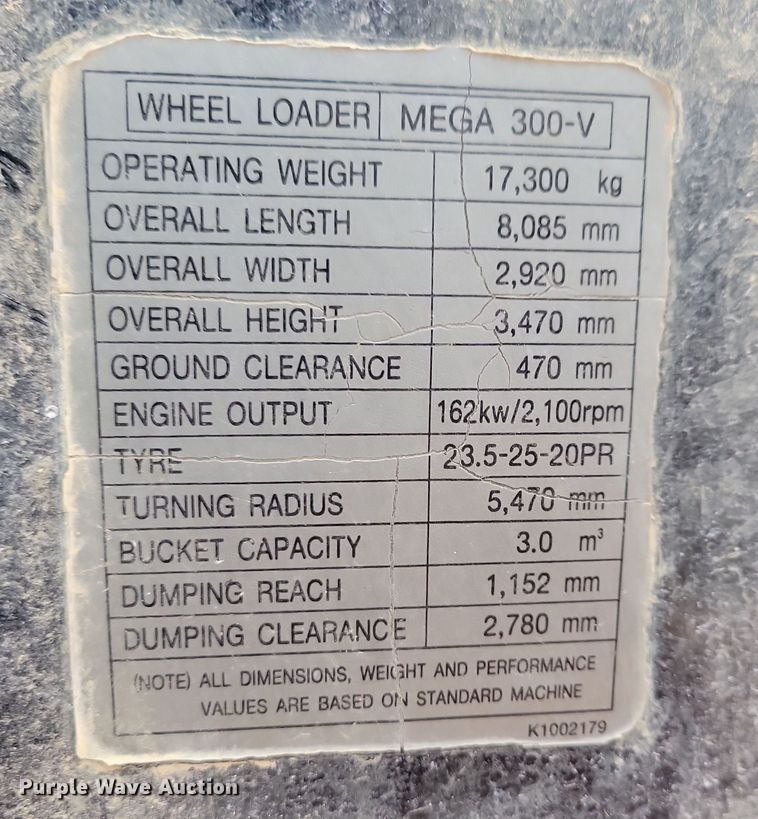 WHEEL LOADER MEGA 300-V
OPERATING WEIGHT 17,300 kg
OVERALL LENGTH 8,085 mm
OVERALL WIDTH 2,920 mm
OVERALL HEIGHT 3,470 mm
GROUND CLEARANCE 470 mm
ENGINE OUTPUT 162kw/2,100rpm
TYRE 23.5-25-20PR
TURNING RADIUS 5,470 mm
BUCKET CAPACITY 3.0 m³
DUMPING REACH 1,152 mm
DUMPING CLEARANCE 2,780 mm
(NOTE) ALL DIMENSIONS, WEIGHT AND PERFORMANCE
VALUES ARE BASED ON STANDARD MACHINE
K1002179
Purple Wave Auction